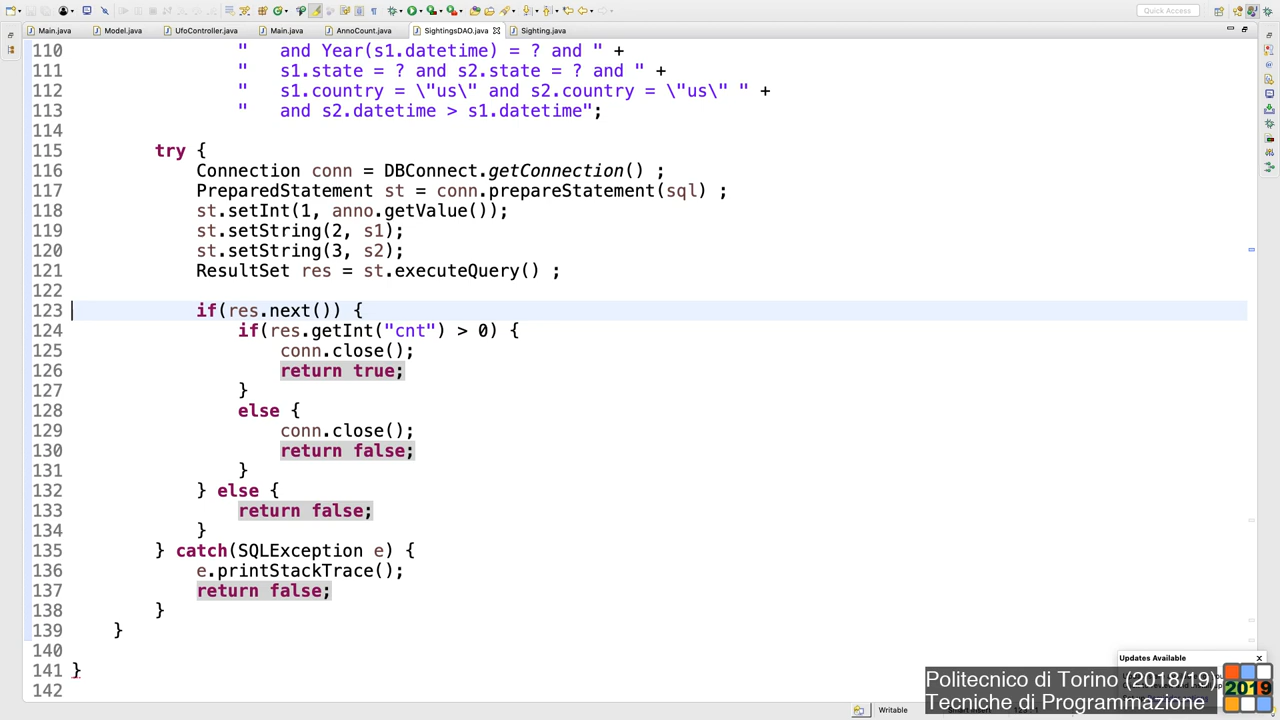 Quick Access
Main.java Model.java UfoController.java Main.java AnnoCount.java SightingsDAO.java Sighting.java
110 " and Year(s1.datetime) = ? and " +
111 " s1.state = ? and s2.state = ? and " +
112 " s1.country = \"us\" and s2.country = \"us\" " +
113 " and s2.datetime > s1.datetime";
114
115 try {
116 Connection conn = DBConnect.getConnection() ;
117 PreparedStatement st = conn.prepareStatement(sql) ;
118 st.setInt(1, anno.getValue());
119 st.setString(2, s1);
120 st.setString(3, s2);
121 ResultSet res = st.executeQuery() ;
122
123 if(res.next()) {
124 if(res.getInt("cnt") > 0) {
125 conn.close();
126 return true;
127 }
128 else {
129 conn.close();
130 return false;
131 }
132 } else {
133 return false;
134 }
135 } catch(SQLException e) {
136 e.printStackTrace();
137 return false;
138 }
139 }
140
141 }
142
Updates Available
Politecnico di Torino (2018/19)
Tecniche di Programmazione
2019
Writable